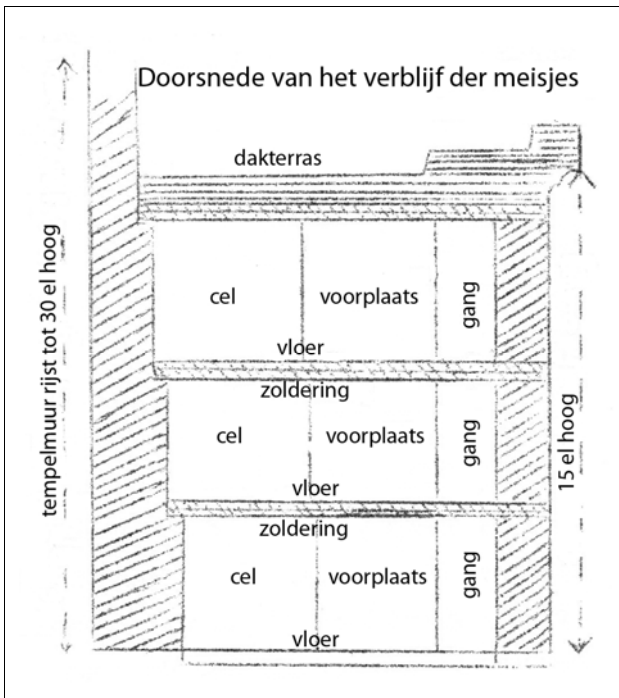 Doorsnede van het verblijf der meisjes
dakterras
tempelmuur rijst tot 30 el hoog
cel voorplaats gang
vloer
zoldering
cel voorplaats gang
vloer
zoldering
cel voorplaats gang
vloer
15 el hoog